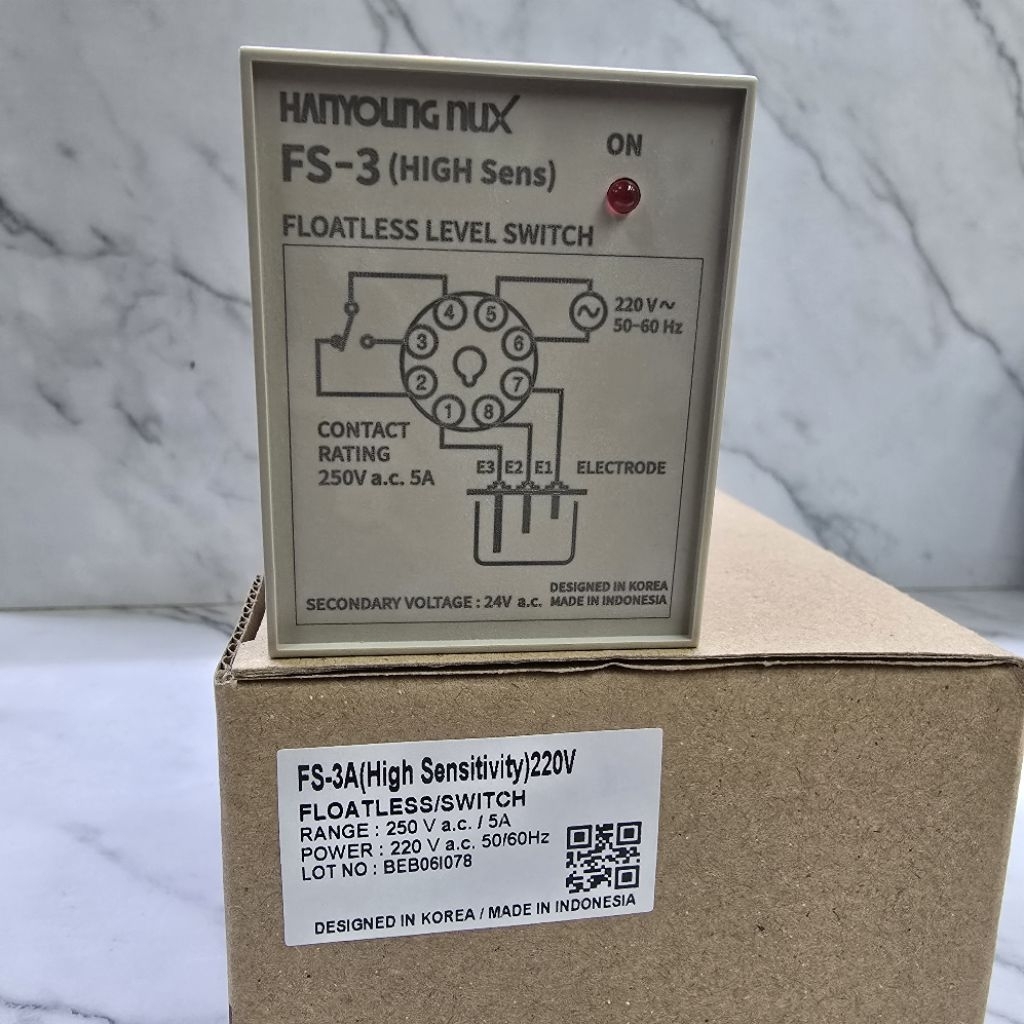 HANYOUNG NUX
FS-3 (HIGH Sens)
ON
FLOATLESS LEVEL SWITCH
4 5
3 6
2 7
1 8
220 V~
50-60 Hz
CONTACT
RATING
250V a.c. 5A
E3 E2 E1 ELECTRODE
SECONDARY VOLTAGE : 24V a.c.
DESIGNED IN KOREA
MADE IN INDONESIA
FS-3A(High Sensitivity)220V
FLOATLESS/SWITCH
RANGE : 250 V a.c. / 5A
POWER : 220 V a.c. 50/60Hz
LOT NO : BEB06I078
DESIGNED IN KOREA / MADE IN INDONESIA